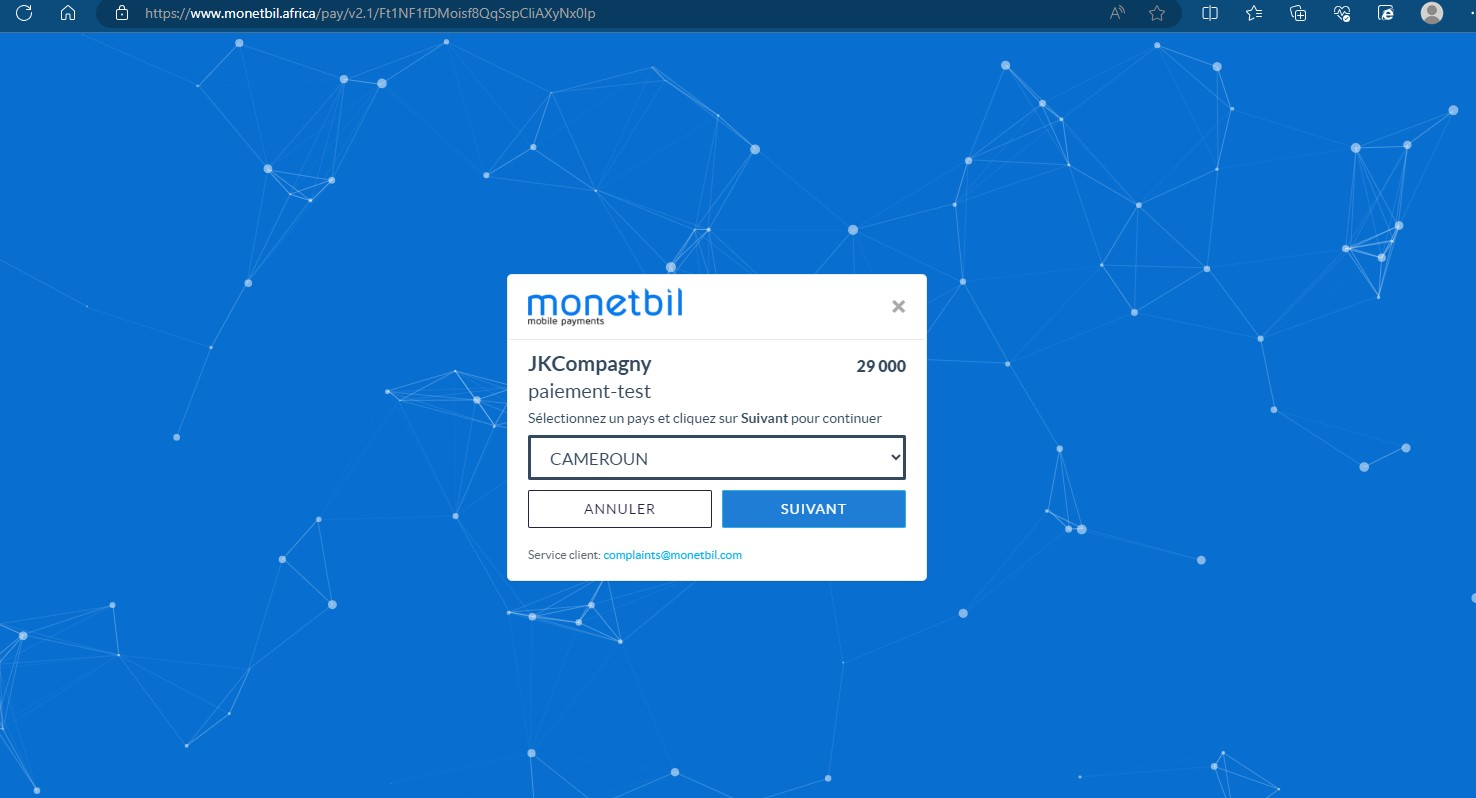 https://www.monetbil.africa/pay/v2.1/Ft1NF1fDMoisf8QqSspCliAXyNx0lp
monetbil
mobile payments
JKCompagny 29 000
paiement-test
Sélectionnez un pays et cliquez sur Suivant pour continuer
CAMEROUN
ANNULER SUIVANT
Service client: complaints@monetbil.com